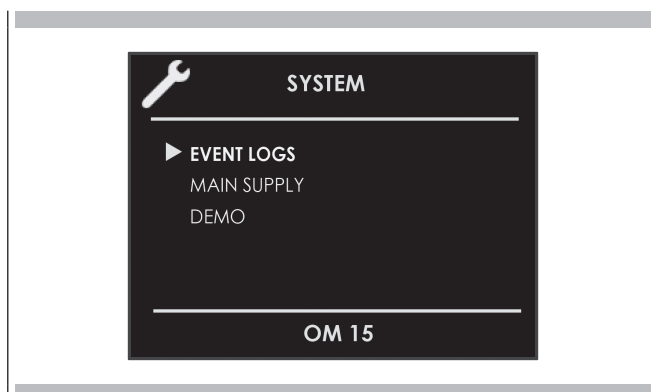 SYSTEM
EVENT LOGS
MAIN SUPPLY
DEMO
OM 15